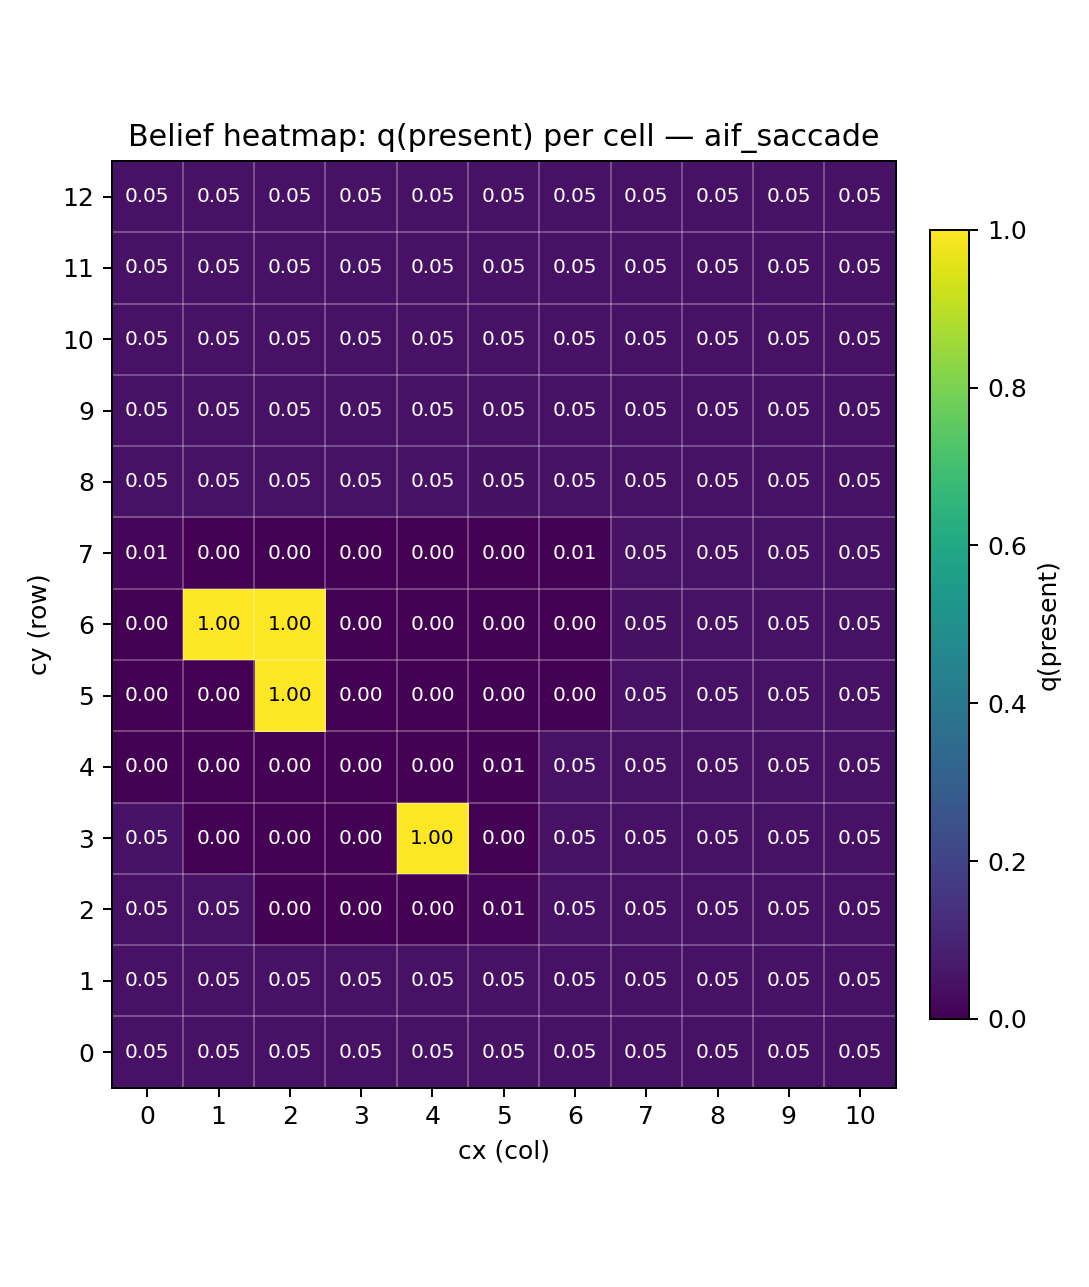 Belief heatmap: q(present) per cell — aif_saccade
12 0.05 0.05 0.05 0.05 0.05 0.05 0.05 0.05 0.05 0.05 0.05
11 0.05 0.05 0.05 0.05 0.05 0.05 0.05 0.05 0.05 0.05 0.05
10 0.05 0.05 0.05 0.05 0.05 0.05 0.05 0.05 0.05 0.05 0.05
9 0.05 0.05 0.05 0.05 0.05 0.05 0.05 0.05 0.05 0.05 0.05
8 0.05 0.05 0.05 0.05 0.05 0.05 0.05 0.05 0.05 0.05 0.05
7 0.01 0.00 0.00 0.00 0.00 0.00 0.01 0.05 0.05 0.05 0.05
6 0.00 1.00 1.00 0.00 0.00 0.00 0.00 0.05 0.05 0.05 0.05
5 0.00 0.00 1.00 0.00 0.00 0.00 0.00 0.05 0.05 0.05 0.05
4 0.00 0.00 0.00 0.00 0.00 0.01 0.05 0.05 0.05 0.05 0.05
3 0.05 0.00 0.00 0.00 1.00 0.00 0.05 0.05 0.05 0.05 0.05
2 0.05 0.05 0.00 0.00 0.00 0.01 0.05 0.05 0.05 0.05 0.05
1 0.05 0.05 0.05 0.05 0.05 0.05 0.05 0.05 0.05 0.05 0.05
0 0.05 0.05 0.05 0.05 0.05 0.05 0.05 0.05 0.05 0.05 0.05
0 1 2 3 4 5 6 7 8 9 10
cx (col)
cy (row)
1.0
0.8
0.6
0.4
0.2
0.0
q(present)